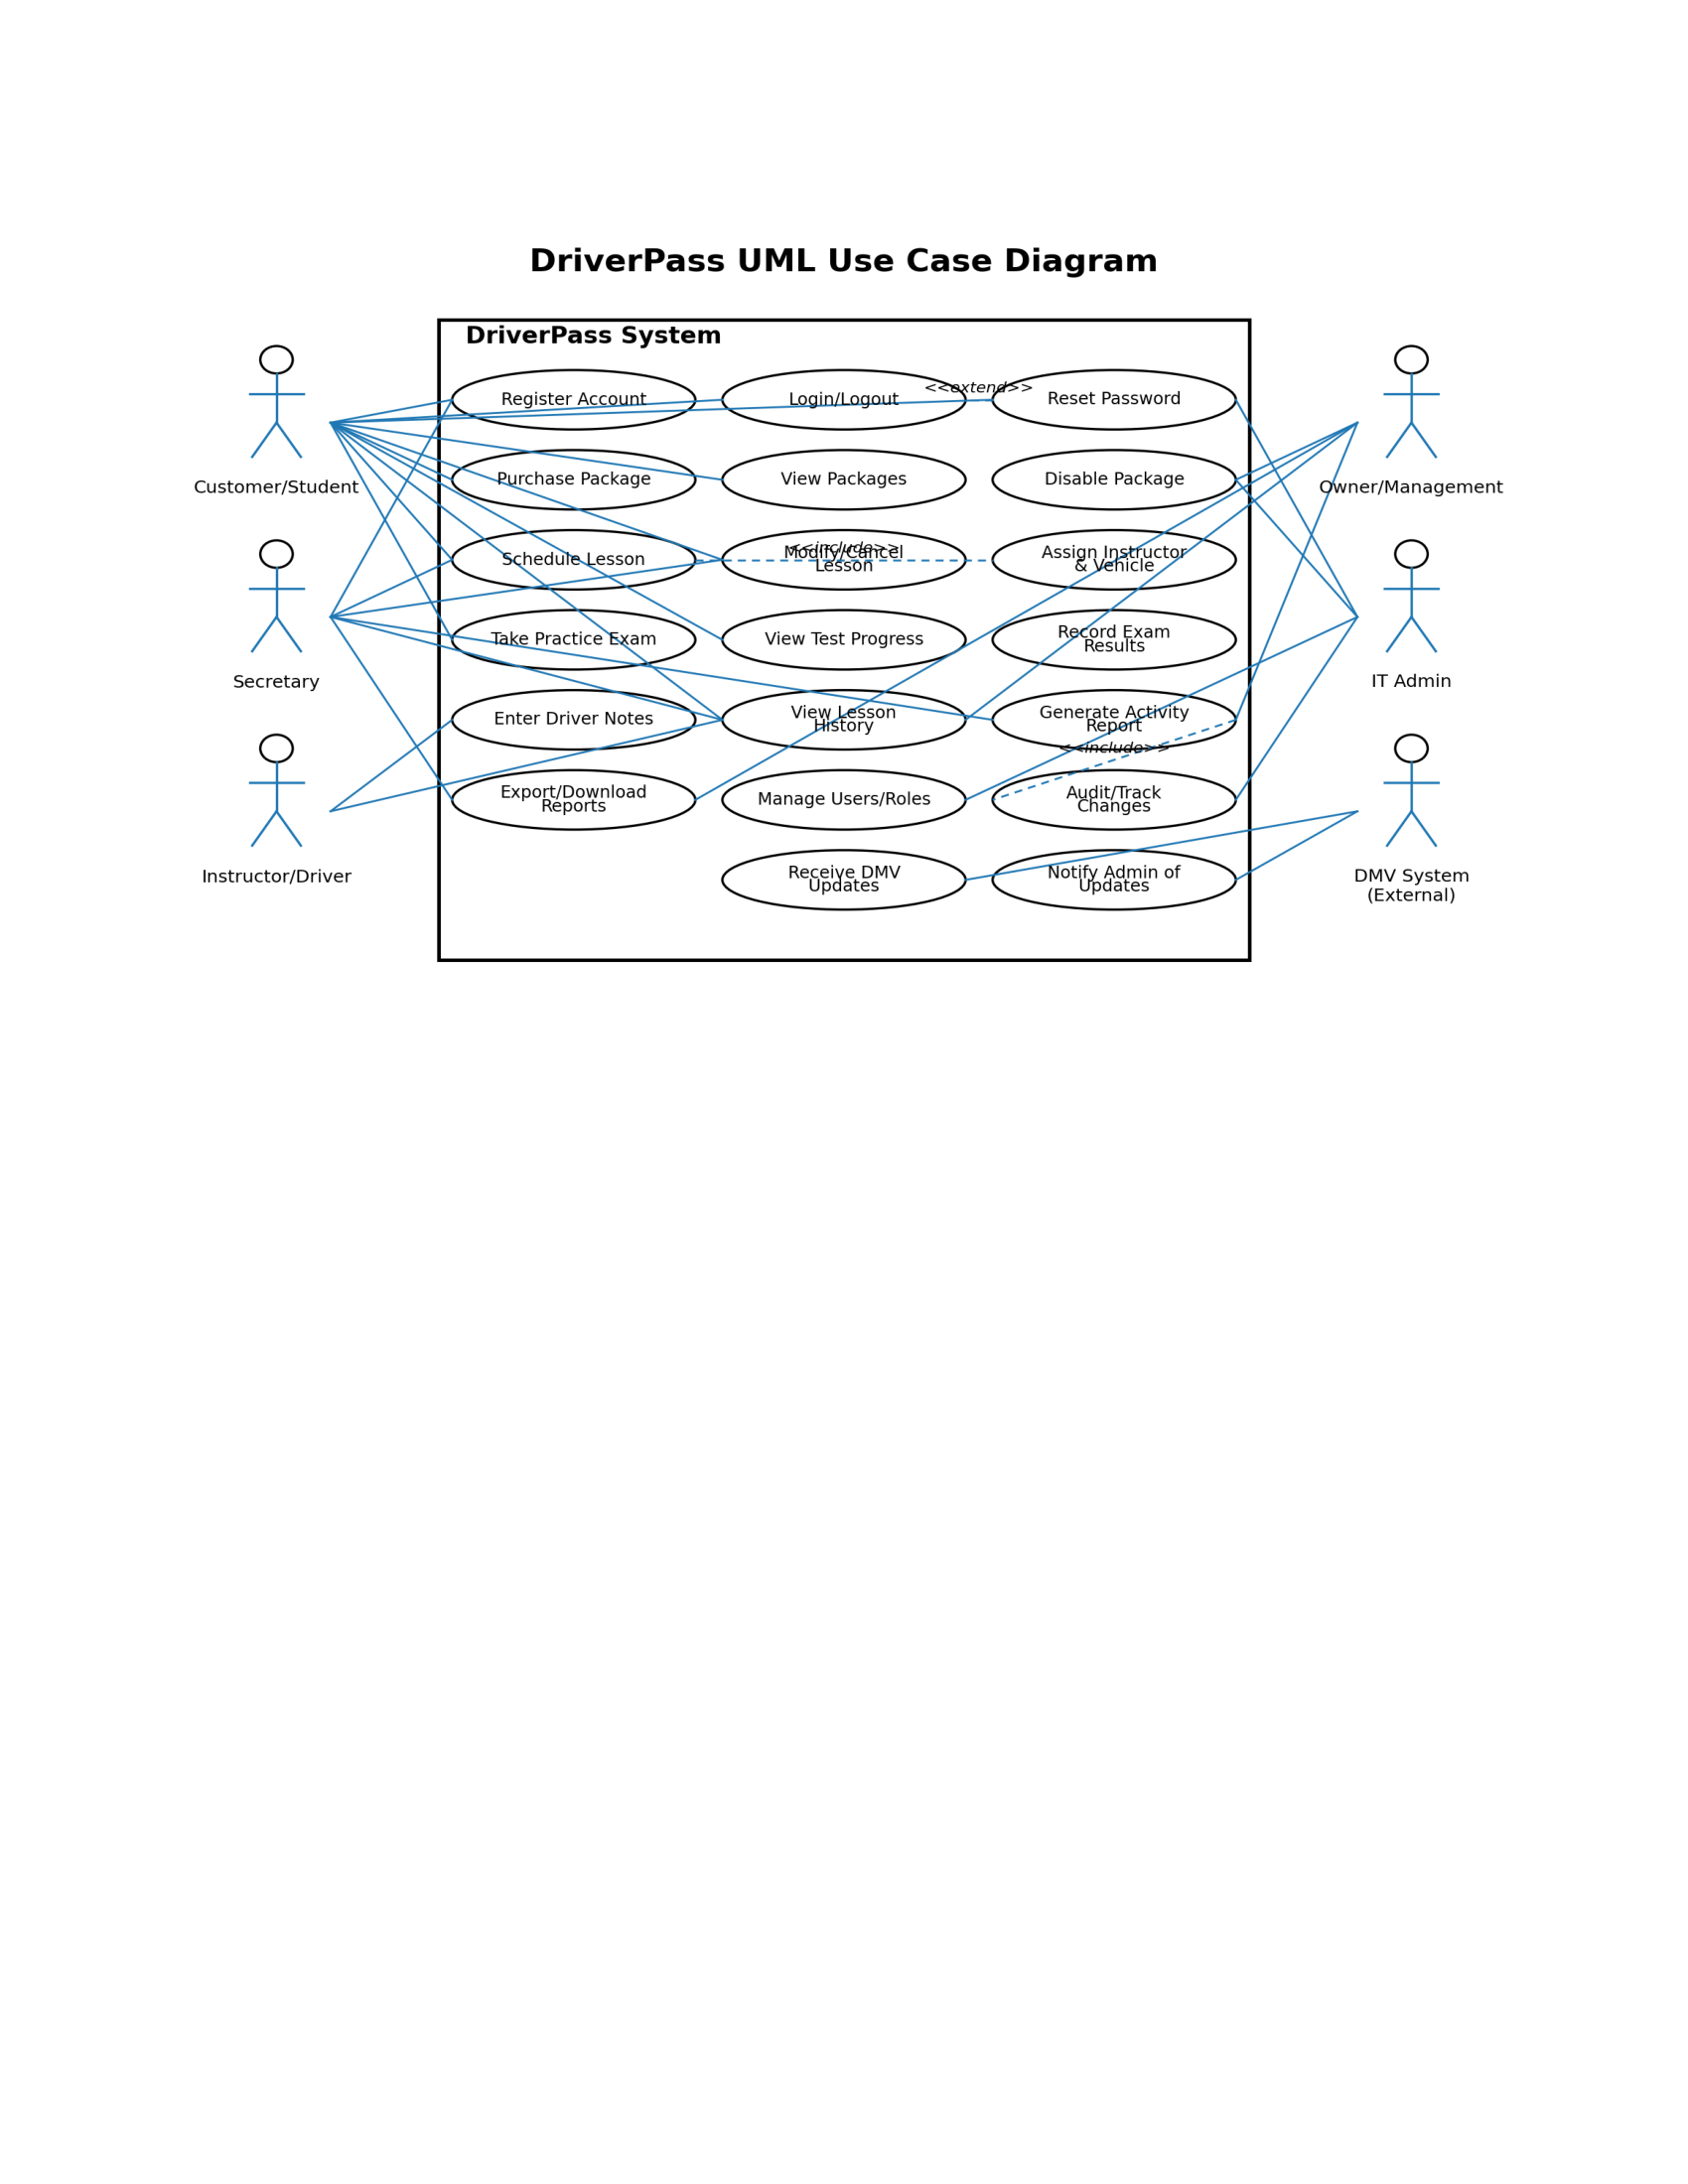 DriverPass UML Use Case Diagram
DriverPass System
Customer/Student
Secretary
Instructor/Driver
Register Account
Login/Logout
<<extend>>
Reset Password
Purchase Package
View Packages
Disable Package
Schedule Lesson
<<include>>
Modify/Cancel
Lesson
Assign Instructor
& Vehicle
Take Practice Exam
View Test Progress
Record Exam
Results
Enter Driver Notes
View Lesson
History
Generate Activity
Report
<<include>>
Export/Download
Reports
Manage Users/Roles
Audit/Track
Changes
Receive DMV
Updates
Notify Admin of
Updates
Owner/Management
IT Admin
DMV System
(External)